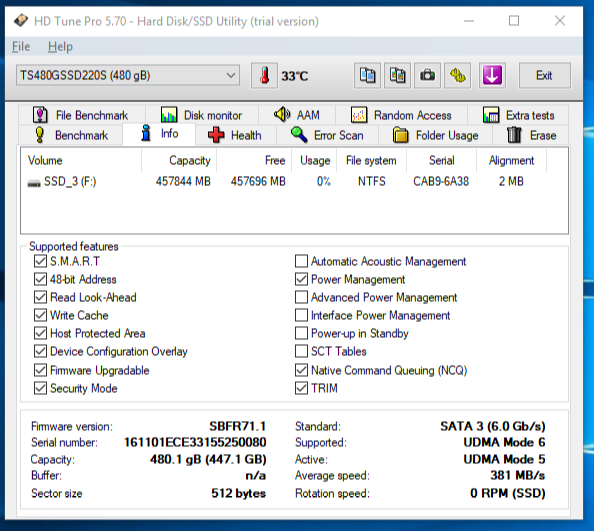 HD Tune Pro 5.70 - Hard Disk/SSD Utility (trial version)
File Help
TS480GSSD220S (480 gB) 33°C Exit
File Benchmark Disk monitor AAM Random Access Extra tests
Benchmark Info Health Error Scan Folder Usage Erase
Volume Capacity Free Usage File system Serial Alignment
SSD_3 (F:) 457844 MB 457696 MB 0% NTFS CAB9-6A38 2 MB
Supported features
S.M.A.R.T Automatic Acoustic Management
48-bit Address Power Management
Read Look-Ahead Advanced Power Management
Write Cache Interface Power Management
Host Protected Area Power-up in Standby
Device Configuration Overlay SCT Tables
Firmware Upgradable Native Command Queuing (NCQ)
Security Mode TRIM
Firmware version: SBFR71.1 Standard: SATA 3 (6.0 Gb/s)
Serial number: 161101ECE33155250080 Supported: UDMA Mode 6
Capacity: 480.1 gB (447.1 GB) Active: UDMA Mode 5
Buffer: n/a Average speed: 381 MB/s
Sector size 512 bytes Rotation speed: 0 RPM (SSD)